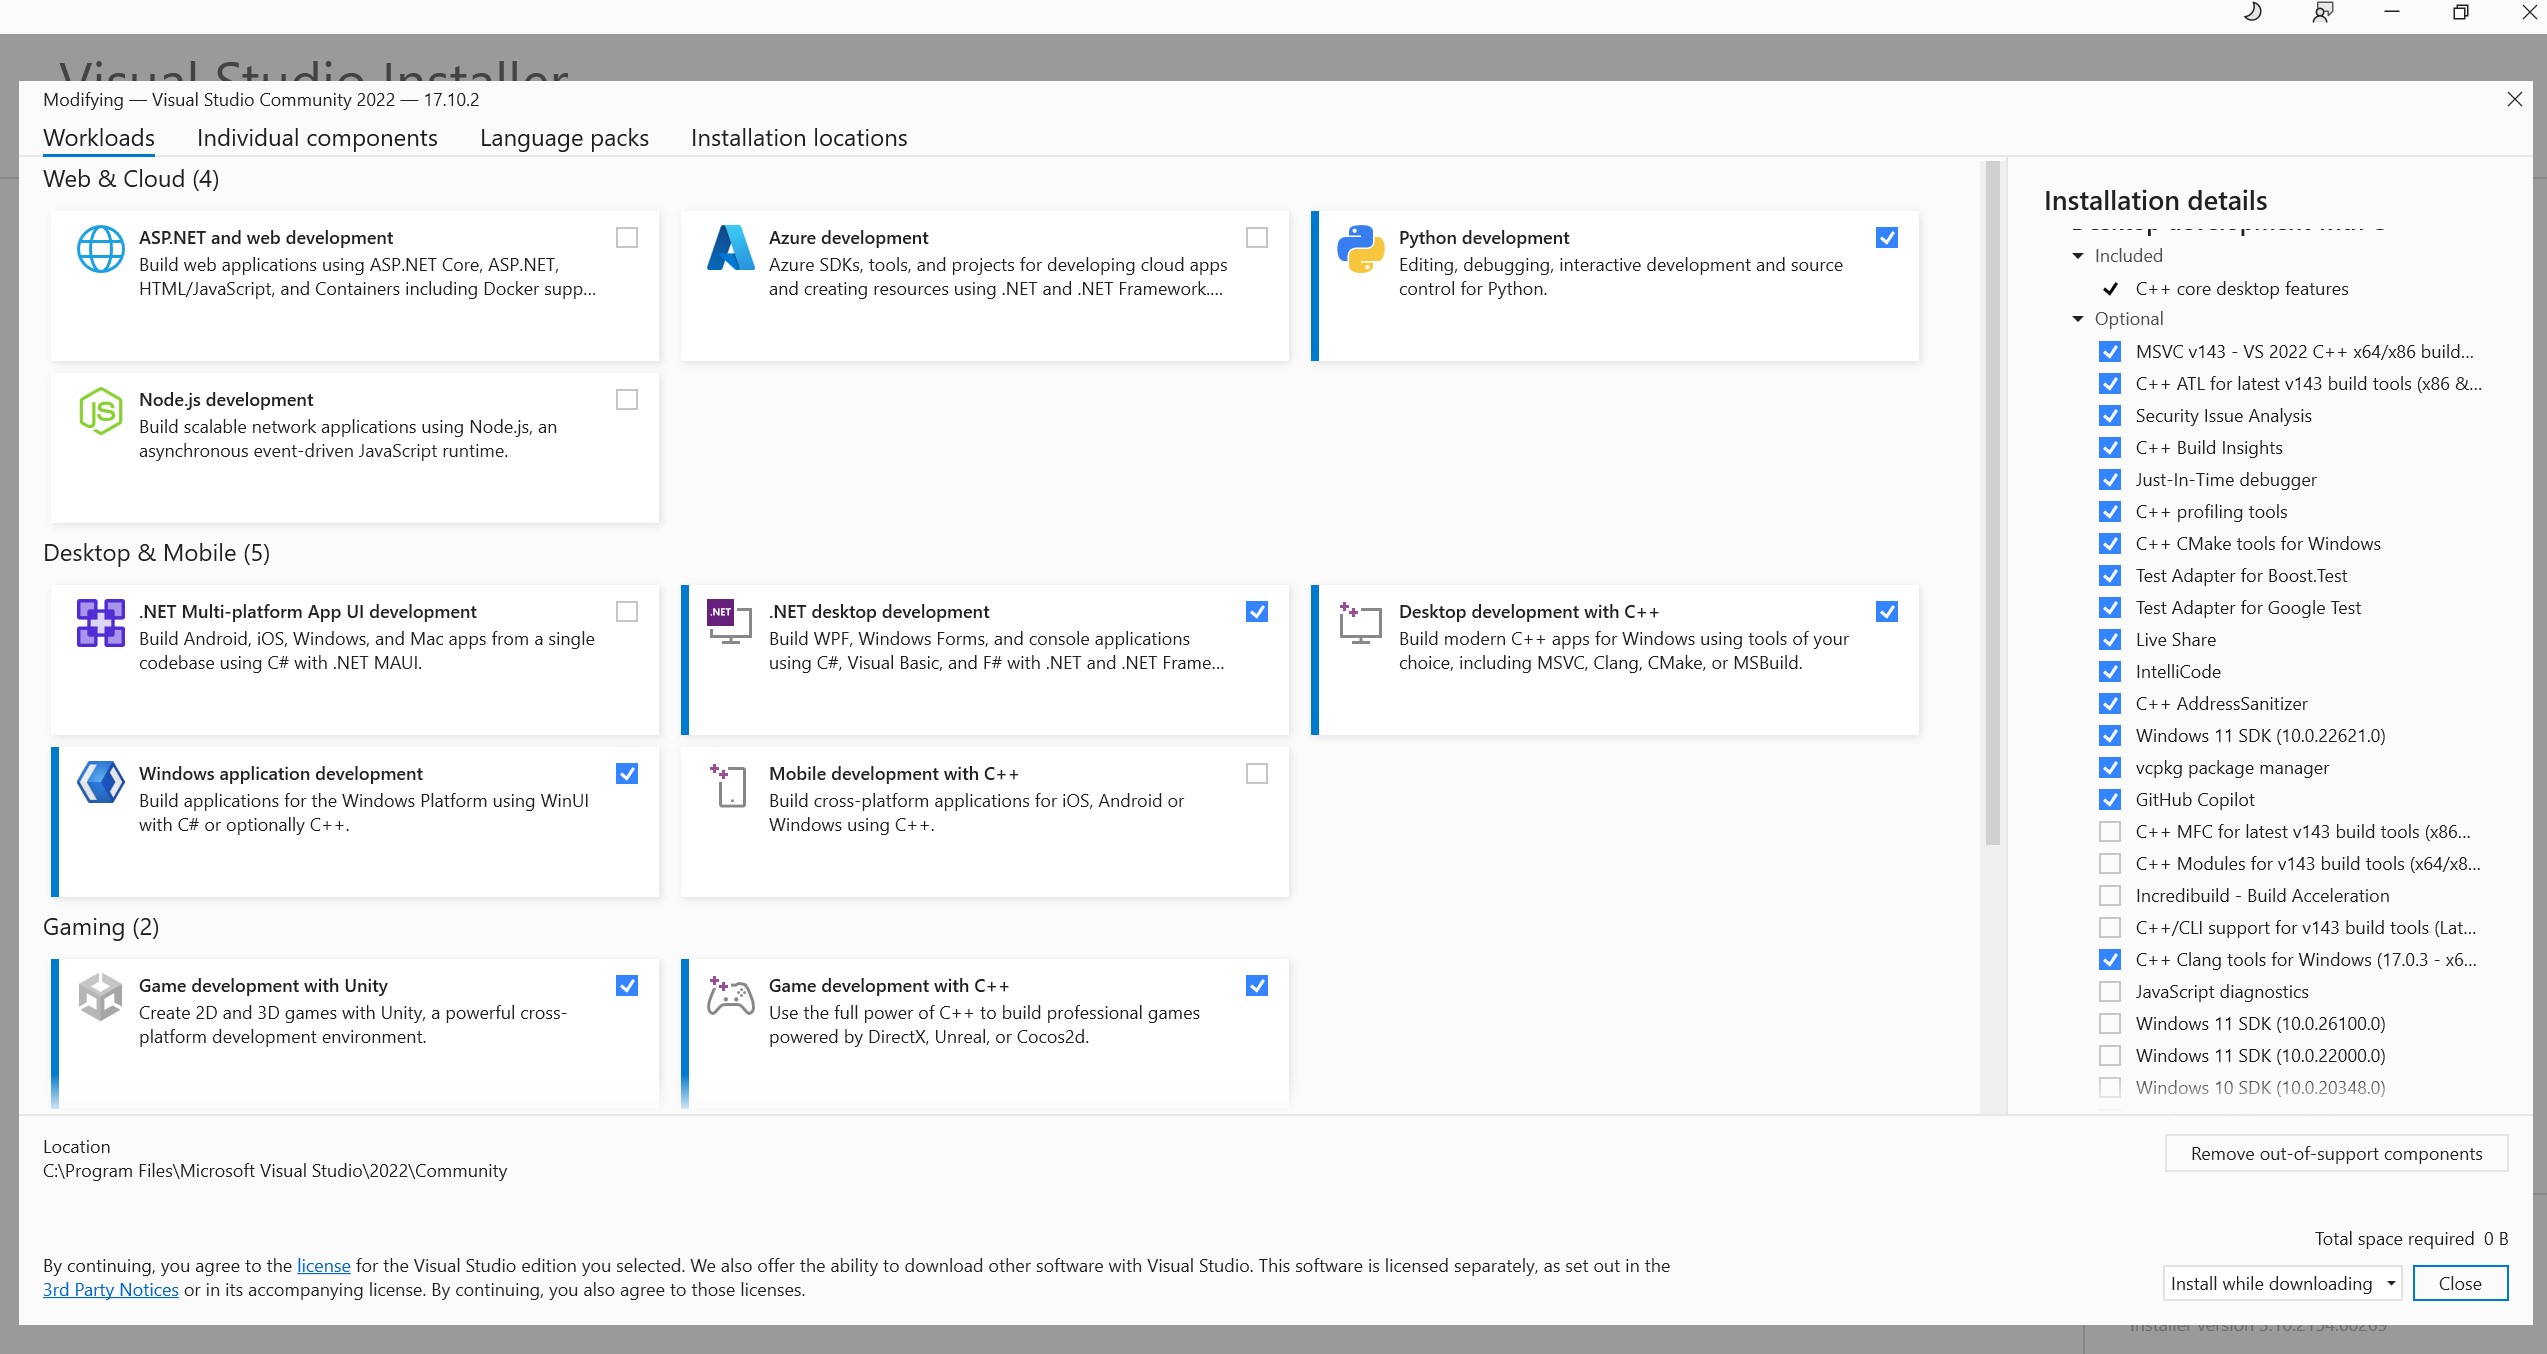 Visual Studio Installer
Modifying — Visual Studio Community 2022 — 17.10.2
Workloads
Individual components
Language packs
Installation locations
Web & Cloud (4)
ASP.NET and web development
Build web applications using ASP.NET Core, ASP.NET,
HTML/JavaScript, and Containers including Docker supp...
Azure development
Azure SDKs, tools, and projects for developing cloud apps
and creating resources using .NET and .NET Framework....
Python development
Editing, debugging, interactive development and source
control for Python.
Node.js development
Build scalable network applications using Node.js, an
asynchronous event-driven JavaScript runtime.
Desktop & Mobile (5)
.NET Multi-platform App UI development
Build Android, iOS, Windows, and Mac apps from a single
codebase using C# with .NET MAUI.
.NET
.NET desktop development
Build WPF, Windows Forms, and console applications
using C#, Visual Basic, and F# with .NET and .NET Frame...
Desktop development with C++
Build modern C++ apps for Windows using tools of your
choice, including MSVC, Clang, CMake, or MSBuild.
Windows application development
Build applications for the Windows Platform using WinUI
with C# or optionally C++.
Mobile development with C++
Build cross-platform applications for iOS, Android or
Windows using C++.
Gaming (2)
Game development with Unity
Create 2D and 3D games with Unity, a powerful cross-
platform development environment.
Game development with C++
Use the full power of C++ to build professional games
powered by DirectX, Unreal, or Cocos2d.
Installation details
Included
C++ core desktop features
Optional
MSVC v143 - VS 2022 C++ x64/x86 build...
C++ ATL for latest v143 build tools (x86 &...
Security Issue Analysis
C++ Build Insights
Just-In-Time debugger
C++ profiling tools
C++ CMake tools for Windows
Test Adapter for Boost.Test
Test Adapter for Google Test
Live Share
IntelliCode
C++ AddressSanitizer
Windows 11 SDK (10.0.22621.0)
vcpkg package manager
GitHub Copilot
C++ MFC for latest v143 build tools (x86...
C++ Modules for v143 build tools (x64/x8...
Incredibuild - Build Acceleration
C++/CLI support for v143 build tools (Lat...
C++ Clang tools for Windows (17.0.3 - x6...
JavaScript diagnostics
Windows 11 SDK (10.0.26100.0)
Windows 11 SDK (10.0.22000.0)
Windows 10 SDK (10.0.20348.0)
Location
C:\Program Files\Microsoft Visual Studio\2022\Community
Remove out-of-support components
Total space required 0 B
By continuing, you agree to the license for the Visual Studio edition you selected. We also offer the ability to download other software with Visual Studio. This software is licensed separately, as set out in the
3rd Party Notices or in its accompanying license. By continuing, you also agree to those licenses.
Install while downloading
Close